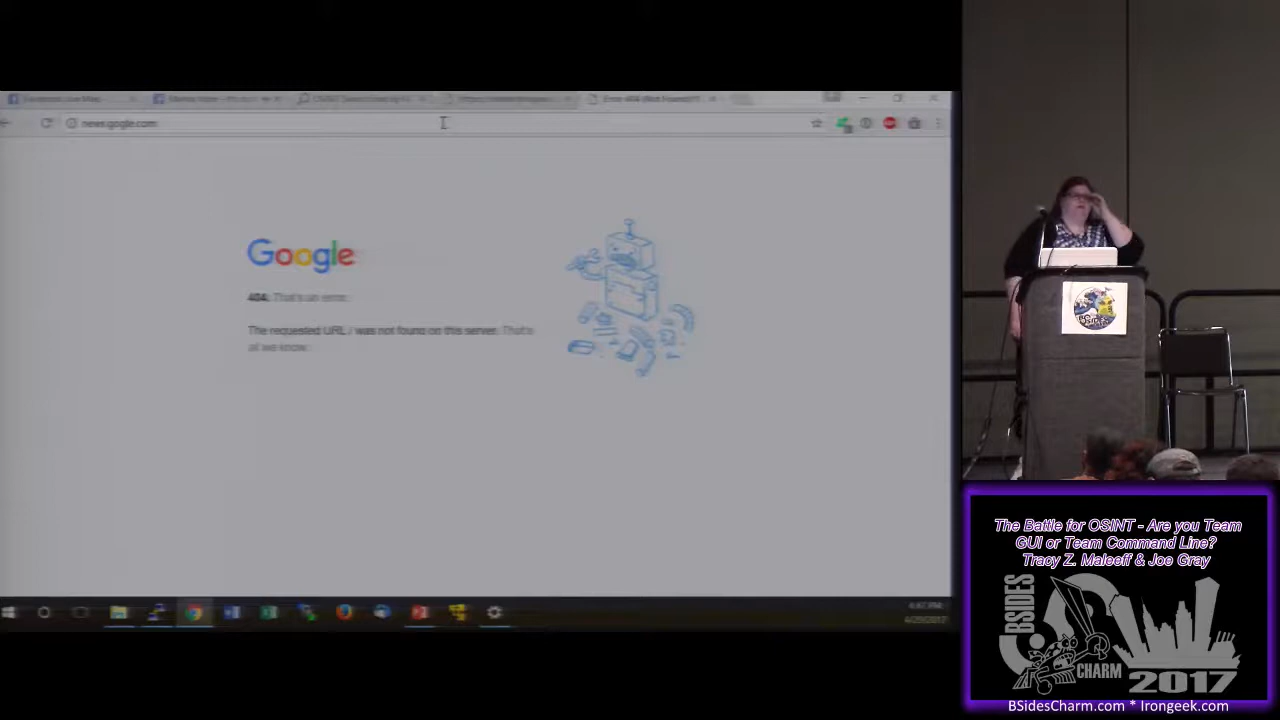 news.gogle.com
Google
404. That's an error.
The requested URL / was not found on this server. That's
all we know.
The Battle for OSINT - Are you Team
GUI or Team Command Line?
Tracy Z. Maleeff & Joe Gray
BSIDES
CHARM
2017
BSidesCharm.com * Irongeek.com